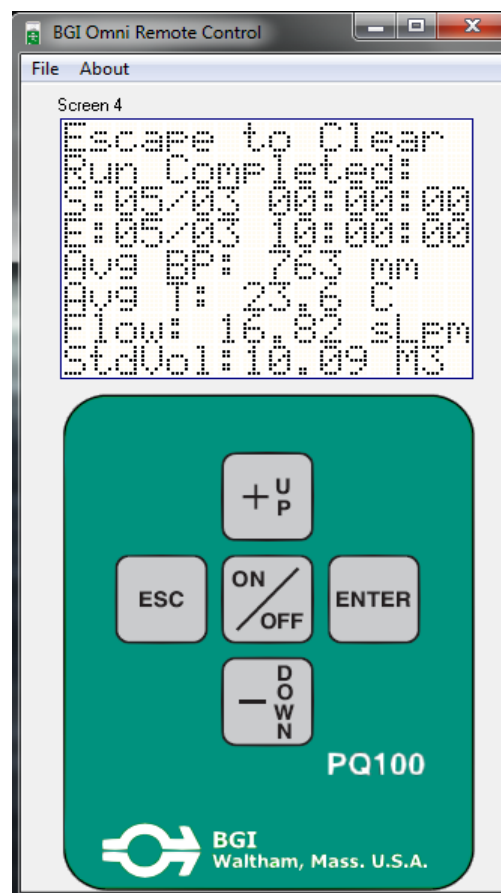 BGI Omni Remote Control
File About
Screen 4
Escape to Clear
Run Completed:
S:05/03 00:00:00
E:05/03 10:00:00
Avg BP: 763 mm
Avg T: 23.6 C
Flow: 16.82 sLpm
StdVol:10.09 M3
+ UP
ESC
ON/OFF
ENTER
- DOWN
PQ100
BGI
Waltham, Mass. U.S.A.